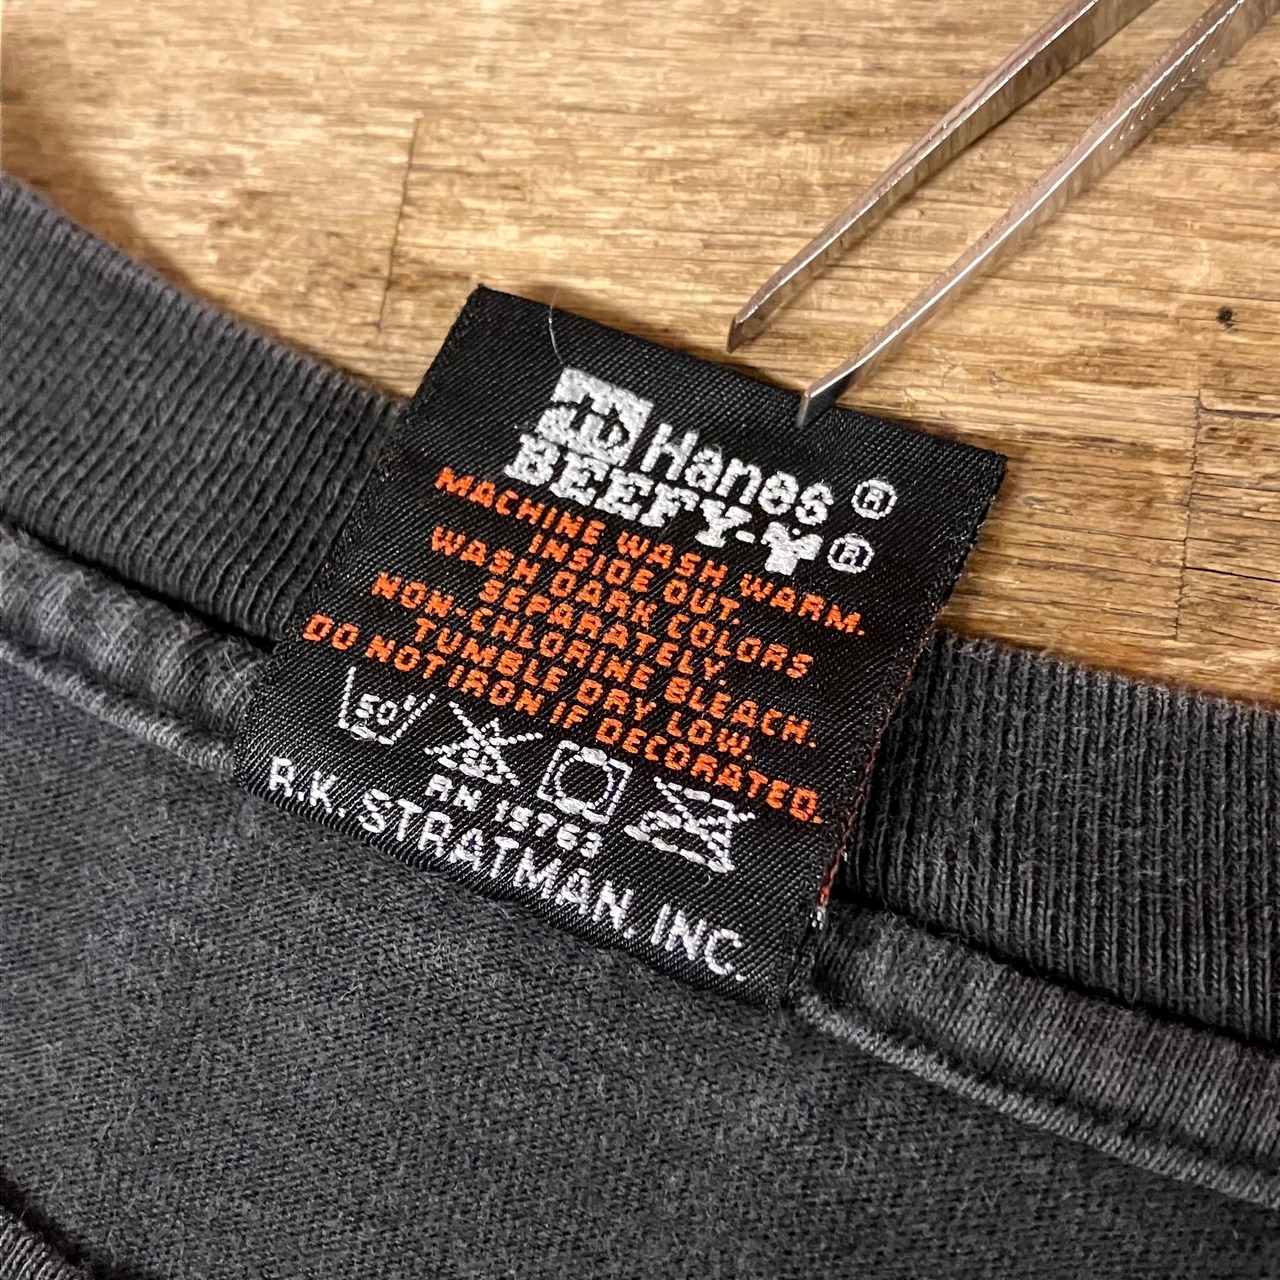 Hanes®
BEEFY-T®
MACHINE WASH WARM.
INSIDE OUT.
WASH DARK COLORS
SEPARATELY.
NON-CHLORINE BLEACH.
TUMBLE DRY LOW.
DO NOT IRON IF DECORATED.
50°
RN 15763
R.K. STRATMAN, INC.